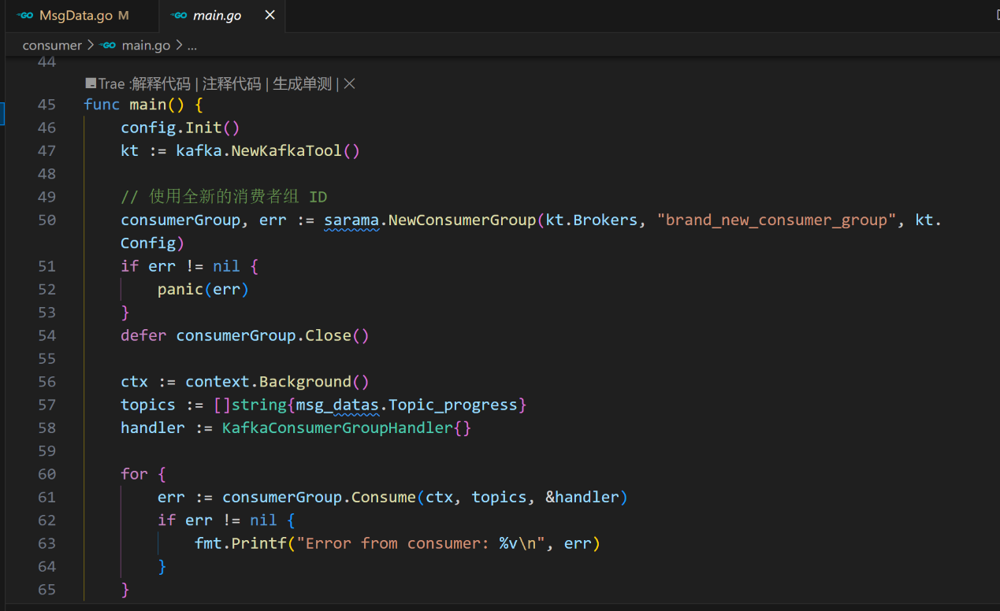 GO MsgData.go M GO main.go ×
consumer > GO main.go > ...
44
Trae :解释代码 | 注释代码 | 生成单测 | ×
45 func main() {
46     config.Init()
47     kt := kafka.NewKafkaTool()
48
49     // 使用全新的消费者组 ID
50     consumerGroup, err := sarama.NewConsumerGroup(kt.Brokers, "brand_new_consumer_group", kt.
    Config)
51     if err != nil {
52         panic(err)
53     }
54     defer consumerGroup.Close()
55
56     ctx := context.Background()
57     topics := []string{msg_datas.Topic_progress}
58     handler := KafkaConsumerGroupHandler{}
59
60     for {
61         err := consumerGroup.Consume(ctx, topics, &handler)
62         if err != nil {
63             fmt.Printf("Error from consumer: %v\n", err)
64         }
65     }